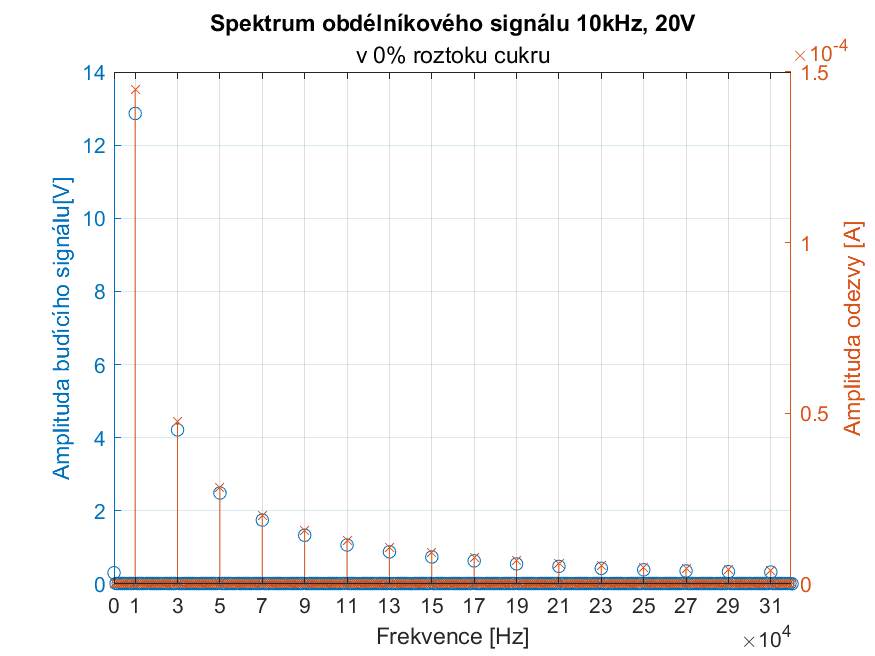 Spektrum obdélníkového signálu 10kHz, 20V
v 0% roztoku cukru
×10⁻⁴
Amplituda budícího signálu[V]
14
12
10
8
6
4
2
0
1.5
1
0.5
0
Amplituda odezvy [A]
0 1 3 5 7 9 11 13 15 17 19 21 23 25 27 29 31
Frekvence [Hz]
×10⁴